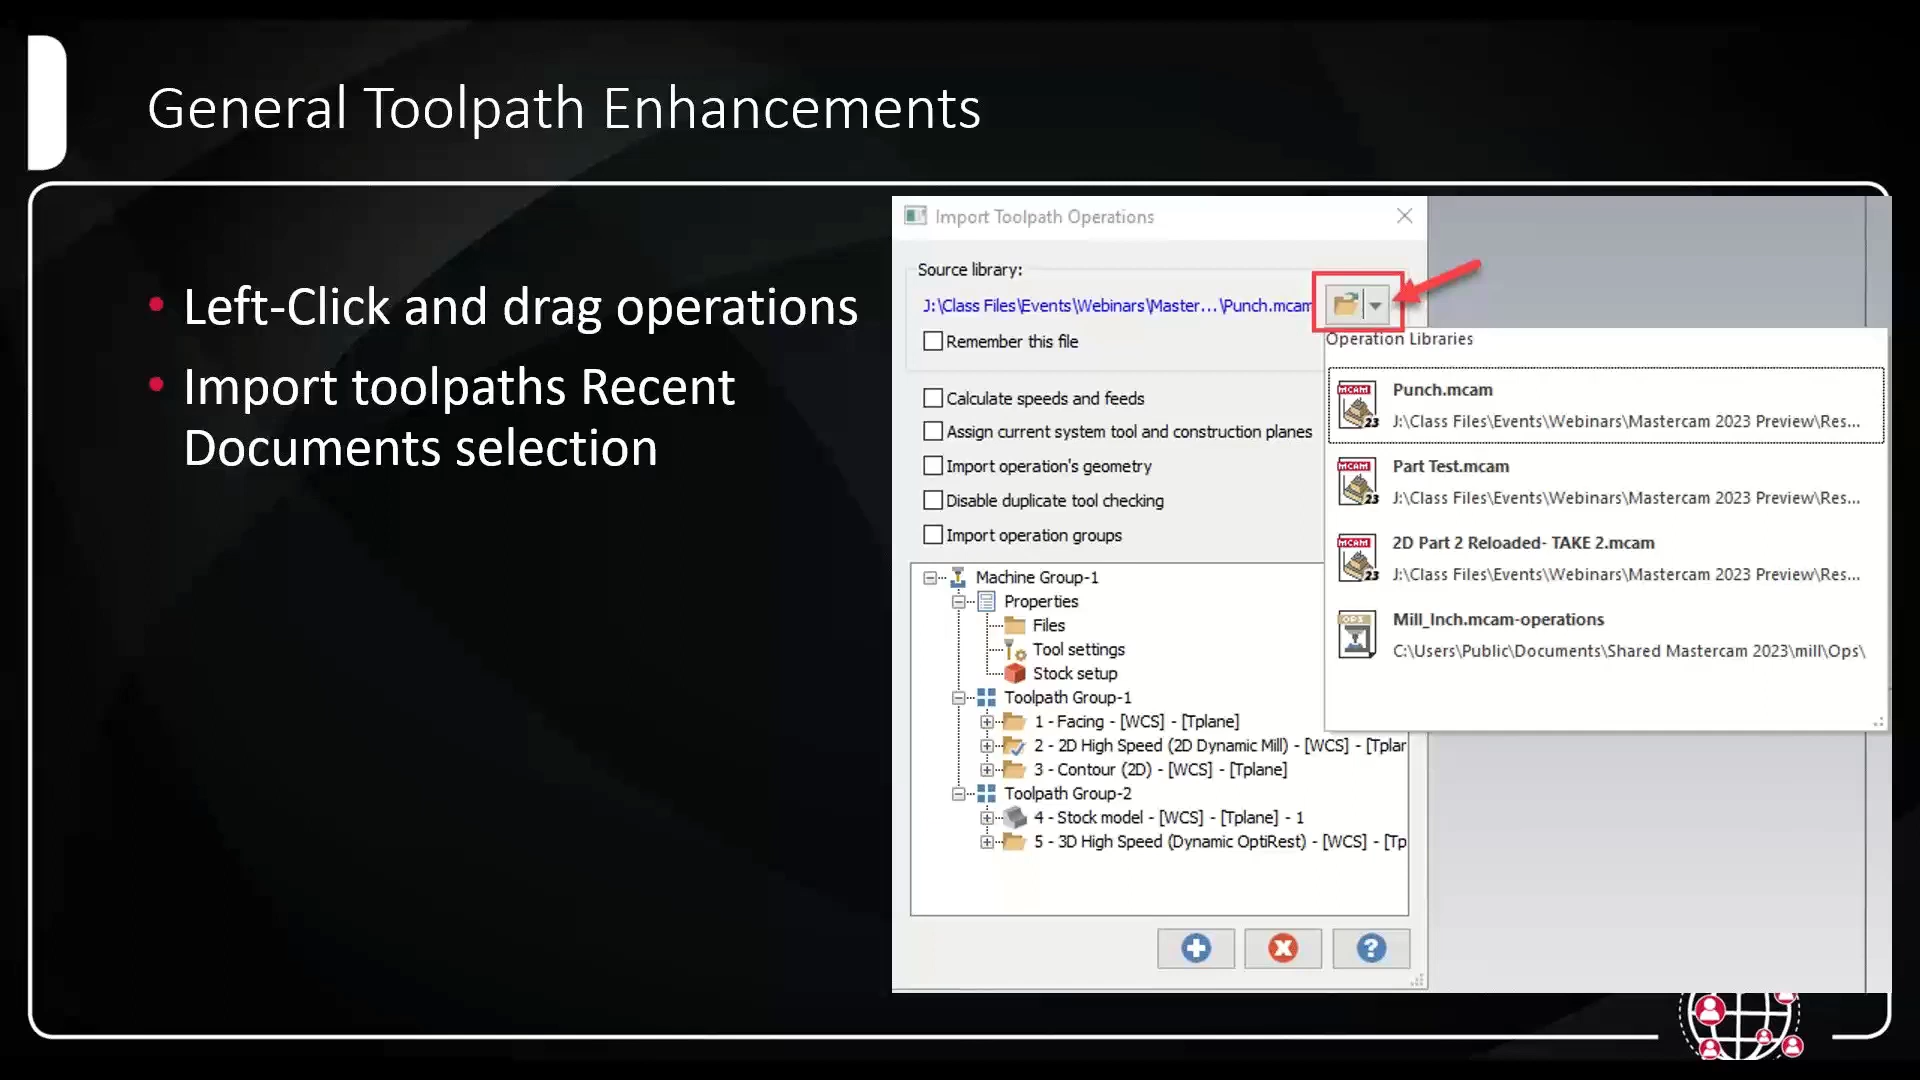 General Toolpath Enhancements
• Left-Click and drag operations
• Import toolpaths Recent
Documents selection
Import Toolpath Operations
Source library:
J:\Class Files\Events\Webinars\Master...\Punch.mcam
Remember this file
Calculate speeds and feeds
Assign current system tool and construction planes
Import operation's geometry
Disable duplicate tool checking
Import operation groups
Machine Group-1
Properties
Files
Tool settings
Stock setup
Toolpath Group-1
1 - Facing - [WCS] - [Tplane]
2 - 2D High Speed (2D Dynamic Mill) - [WCS] - [Tplar
3 - Contour (2D) - [WCS] - [Tplane]
Toolpath Group-2
4 - Stock model - [WCS] - [Tplane] - 1
5 - 3D High Speed (Dynamic OptiRest) - [WCS] - [Tp
Operation Libraries
MCAM 23
Punch.mcam
J:\Class Files\Events\Webinars\Mastercam 2023 Preview\Res...
MCAM 23
Part Test.mcam
J:\Class Files\Events\Webinars\Mastercam 2023 Preview\Res...
MCAM 23
2D Part 2 Reloaded- TAKE 2.mcam
J:\Class Files\Events\Webinars\Mastercam 2023 Preview\Res...
OPS
Mill_Inch.mcam-operations
C:\Users\Public\Documents\Shared Mastercam 2023\mill\Ops\